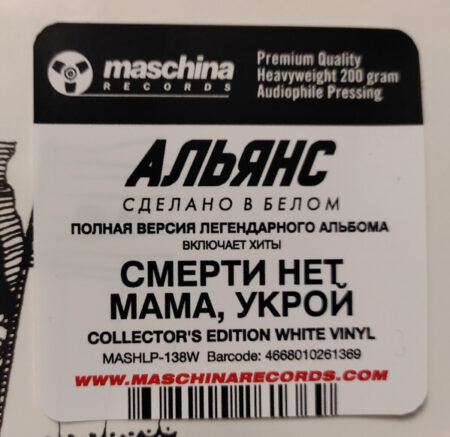 maschina
RECORDS
Premium Quality
Heavyweight 200 gram
Audiophile Pressing
АЛЬЯНС
СДЕЛАНО В БЕЛОМ
ПОЛНАЯ ВЕРСИЯ ЛЕГЕНДАРНОГО АЛЬБОМА
ВКЛЮЧАЕТ ХИТЫ
СМЕРТИ НЕТ
МАМА, УКРОЙ
COLLECTOR'S EDITION WHITE VINYL
MASHLP-138W Barcode: 4668010261369
WWW.MASCHINARECORDS.COM